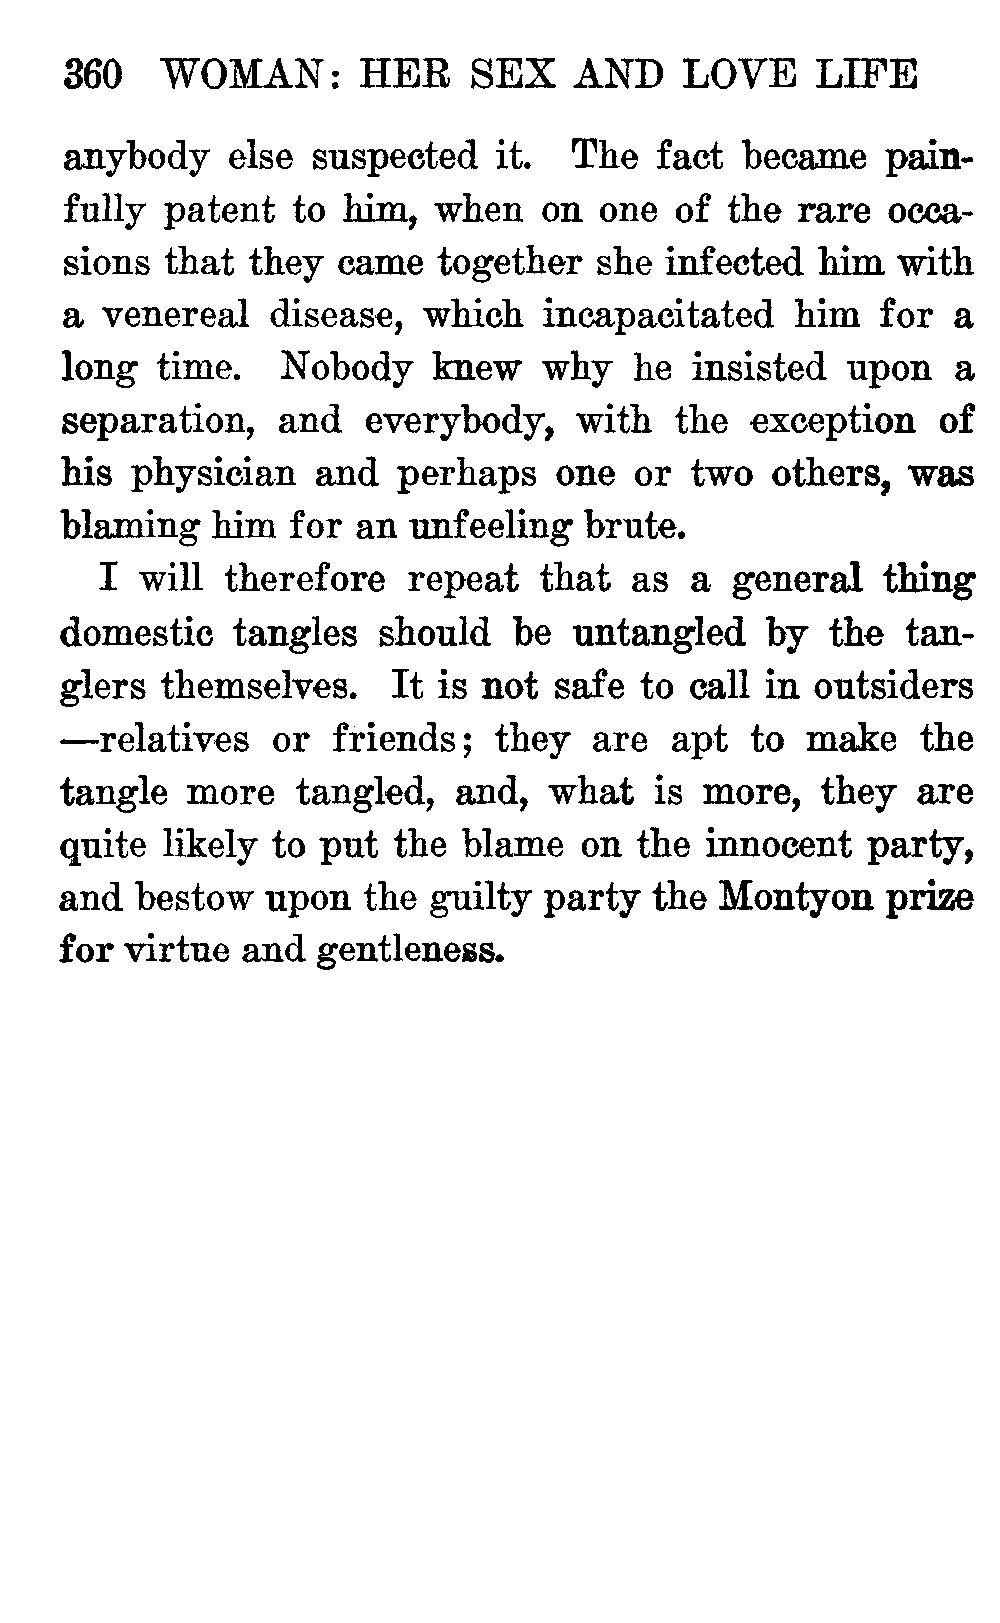 360 WOMAN: HER SEX AND LOVE LIFE
anybody else suspected it. The fact became pain-
fully patent to him, when on one of the rare occa-
sions that they came together she infected him with
a venereal disease, which incapacitated him for a
long time. Nobody knew why he insisted upon a
separation, and everybody, with the exception of
his physician and perhaps one or two others, was
blaming him for an unfeeling brute.
I will therefore repeat that as a general thing
domestic tangles should be untangled by the tan-
glers themselves. It is not safe to call in outsiders
—relatives or friends; they are apt to make the
tangle more tangled, and, what is more, they are
quite likely to put the blame on the innocent party,
and bestow upon the guilty party the Montyon prize
for virtue and gentleness.